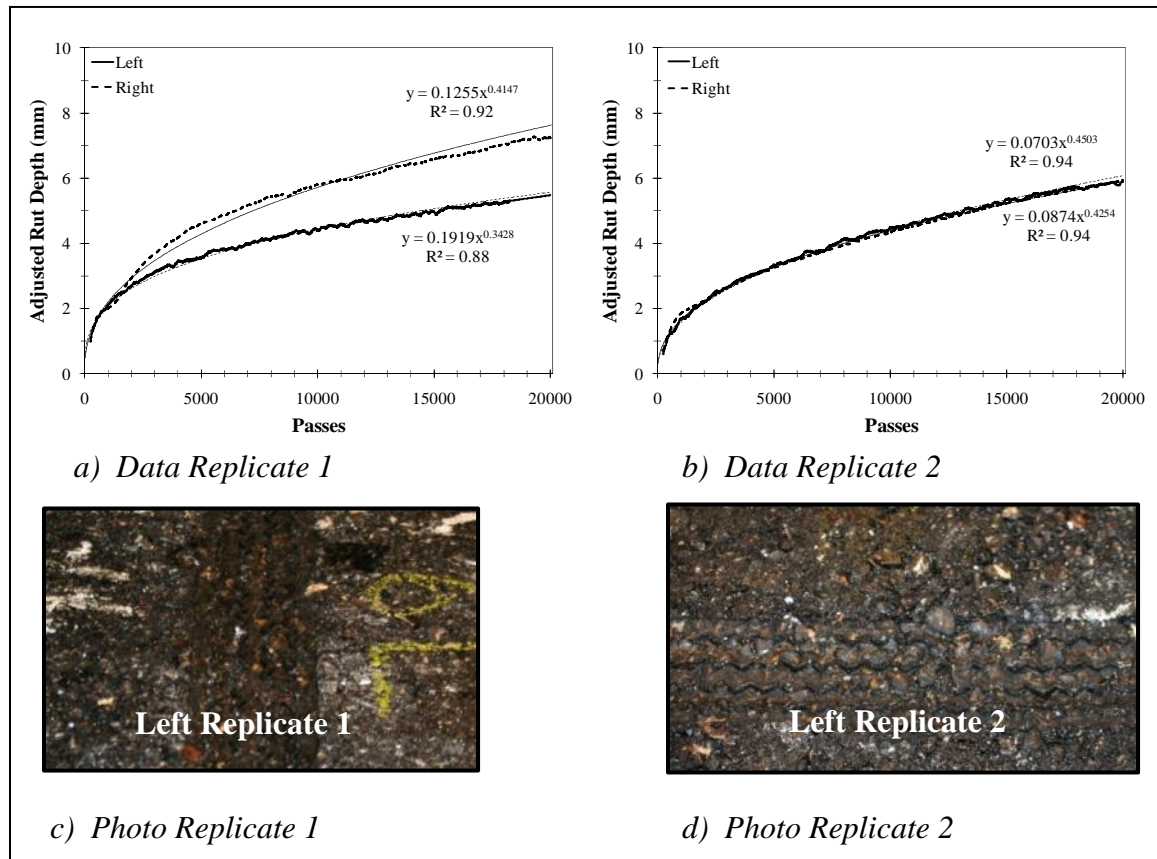 10
8
6
4
2
0
Adjusted Rut Depth (mm)
Left
Right
y = 0.1255x^0.4147
R² = 0.92
y = 0.1919x^0.3428
R² = 0.88
0 5000 10000 15000 20000
Passes
a) Data Replicate 1
10
8
6
4
2
0
Adjusted Rut Depth (mm)
Left
Right
y = 0.0703x^0.4503
R² = 0.94
y = 0.0874x^0.4254
R² = 0.94
0 5000 10000 15000 20000
Passes
b) Data Replicate 2
Left Replicate 1
c) Photo Replicate 1
Left Replicate 2
d) Photo Replicate 2